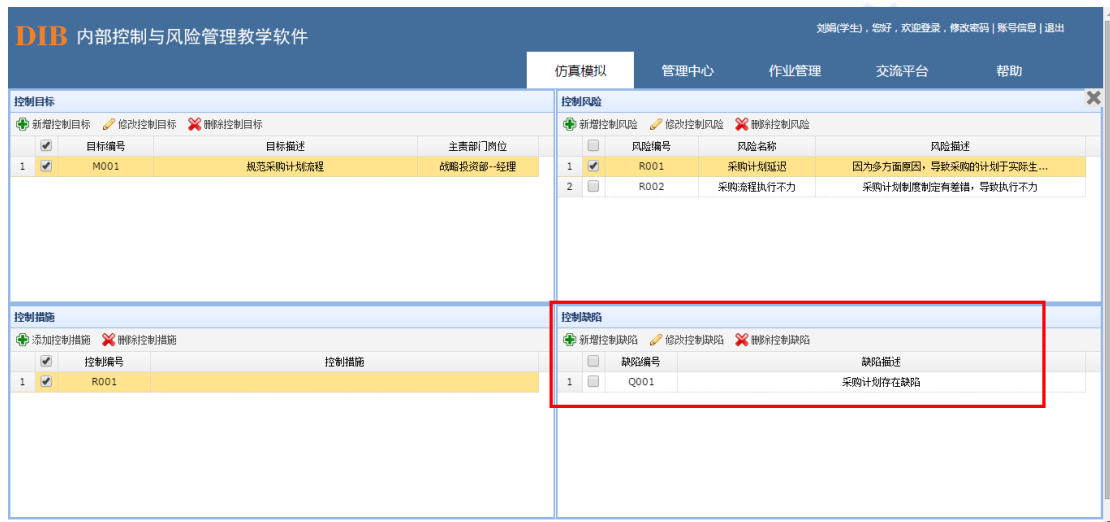 DIB 内部控制与风险管理教学软件
刘娟(学生)，您好，欢迎登录，修改密码 | 账号信息 | 退出
仿真模拟 管理中心 作业管理 交流平台 帮助
控制目标
新增控制目标 修改控制目标 删除控制目标
目标编号 目标描述 主责部门岗位
1 M001 规范采购计划流程 战略投资部--经理
控制风险
新增控制风险 修改控制风险 删除控制风险
风险编号 风险名称 风险描述
1 R001 采购计划延迟 因为多方面原因，导致采购的计划于实际生...
2 R002 采购流程执行不力 采购计划制度制定有差错，导致执行不力
控制措施
添加控制措施 删除控制措施
控制编号 控制措施
1 R001
控制缺陷
新增控制缺陷 修改控制缺陷 删除控制缺陷
缺陷编号 缺陷描述
1 Q001 采购计划存在缺陷